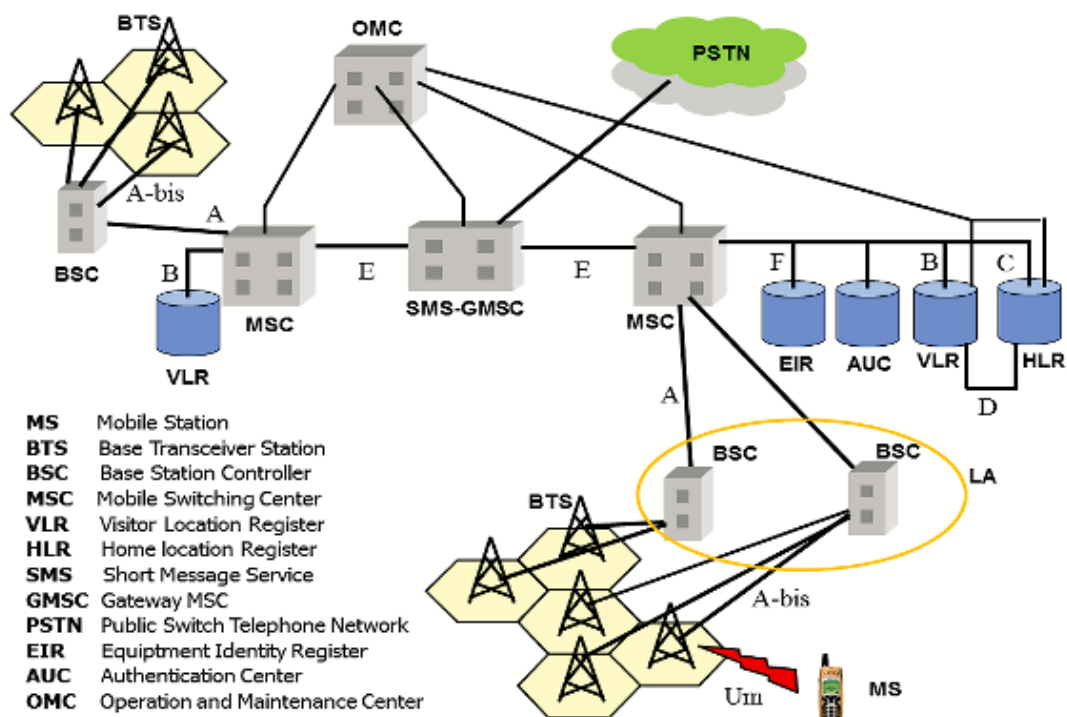 BTS
OMC
PSTN
A-bis
A
BSC
B
E
E
F
B
C
MSC
SMS-GMSC
MSC
VLR
EIR
AUC
VLR
HLR
D
A
MS Mobile Station
BTS Base Transceiver Station
BSC Base Station Controller
MSC Mobile Switching Center
VLR Visitor Location Register
HLR Home location Register
SMS Short Message Service
GMSC Gateway MSC
PSTN Public Switch Telephone Network
EIR Equiptment Identity Register
AUC Authentication Center
OMC Operation and Maintenance Center
BSC
BSC
LA
BTS
A-bis
Um
MS